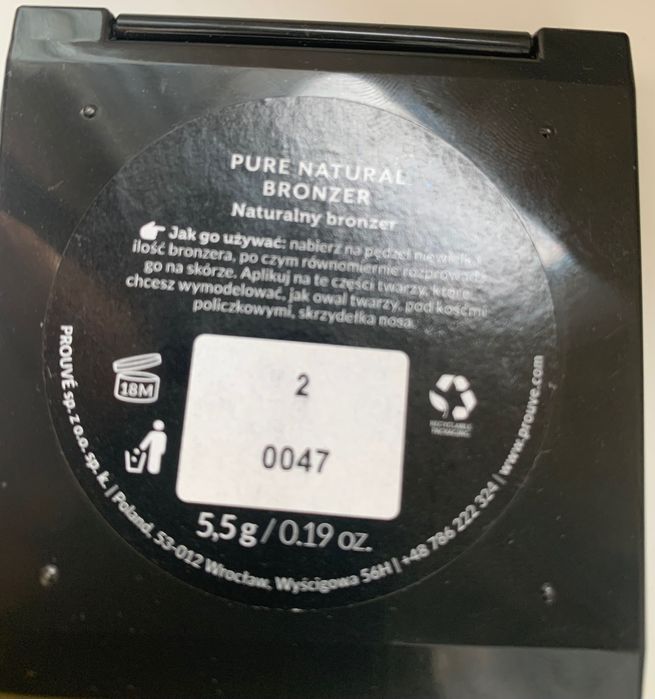 PURE NATURAL
BRONZER
Naturalny bronzer
Jak go używać: nabierz na pędzel niewielką
ilość bronzera, po czym równomiernie rozprowadź
go na skórze. Aplikuj na te części twarzy, które
chcesz wymodelować, jak owal twarzy, pod kośćmi
policzkowymi, skrzydełka nosa.
18M
2
0047
RECYCLABLE
PACKAGING
5,5 g / 0.19 oz.
PROUVÉ sp. z o.o. sp. k. | Poland, 53-012 Wrocław, Wyścigowa 56H | +48 786 222 324 | www.prouve.com